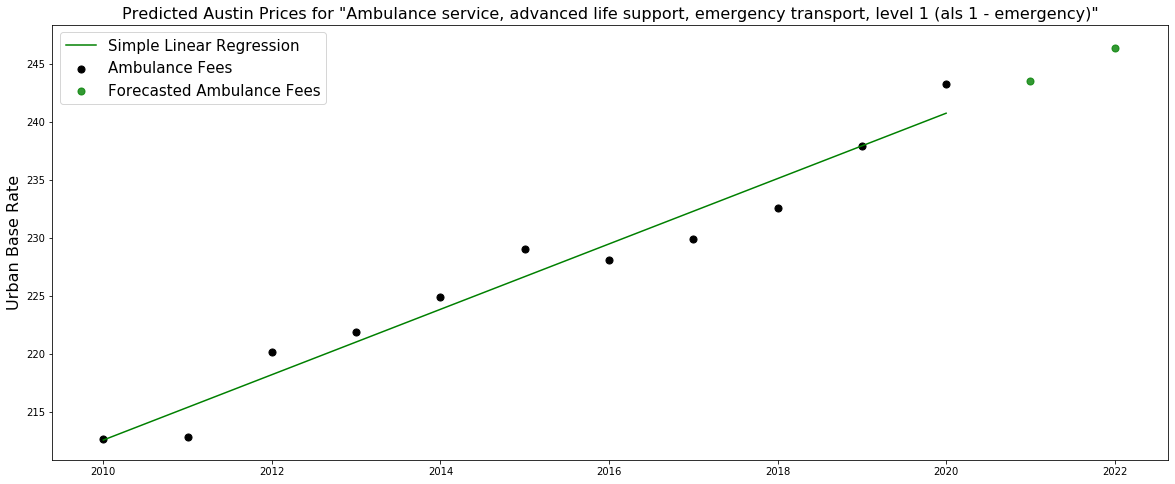 Predicted Austin Prices for "Ambulance service, advanced life support, emergency transport, level 1 (als 1 - emergency)"
Simple Linear Regression
Ambulance Fees
Forecasted Ambulance Fees
Urban Base Rate
245
240
235
230
225
220
215
2010 2012 2014 2016 2018 2020 2022